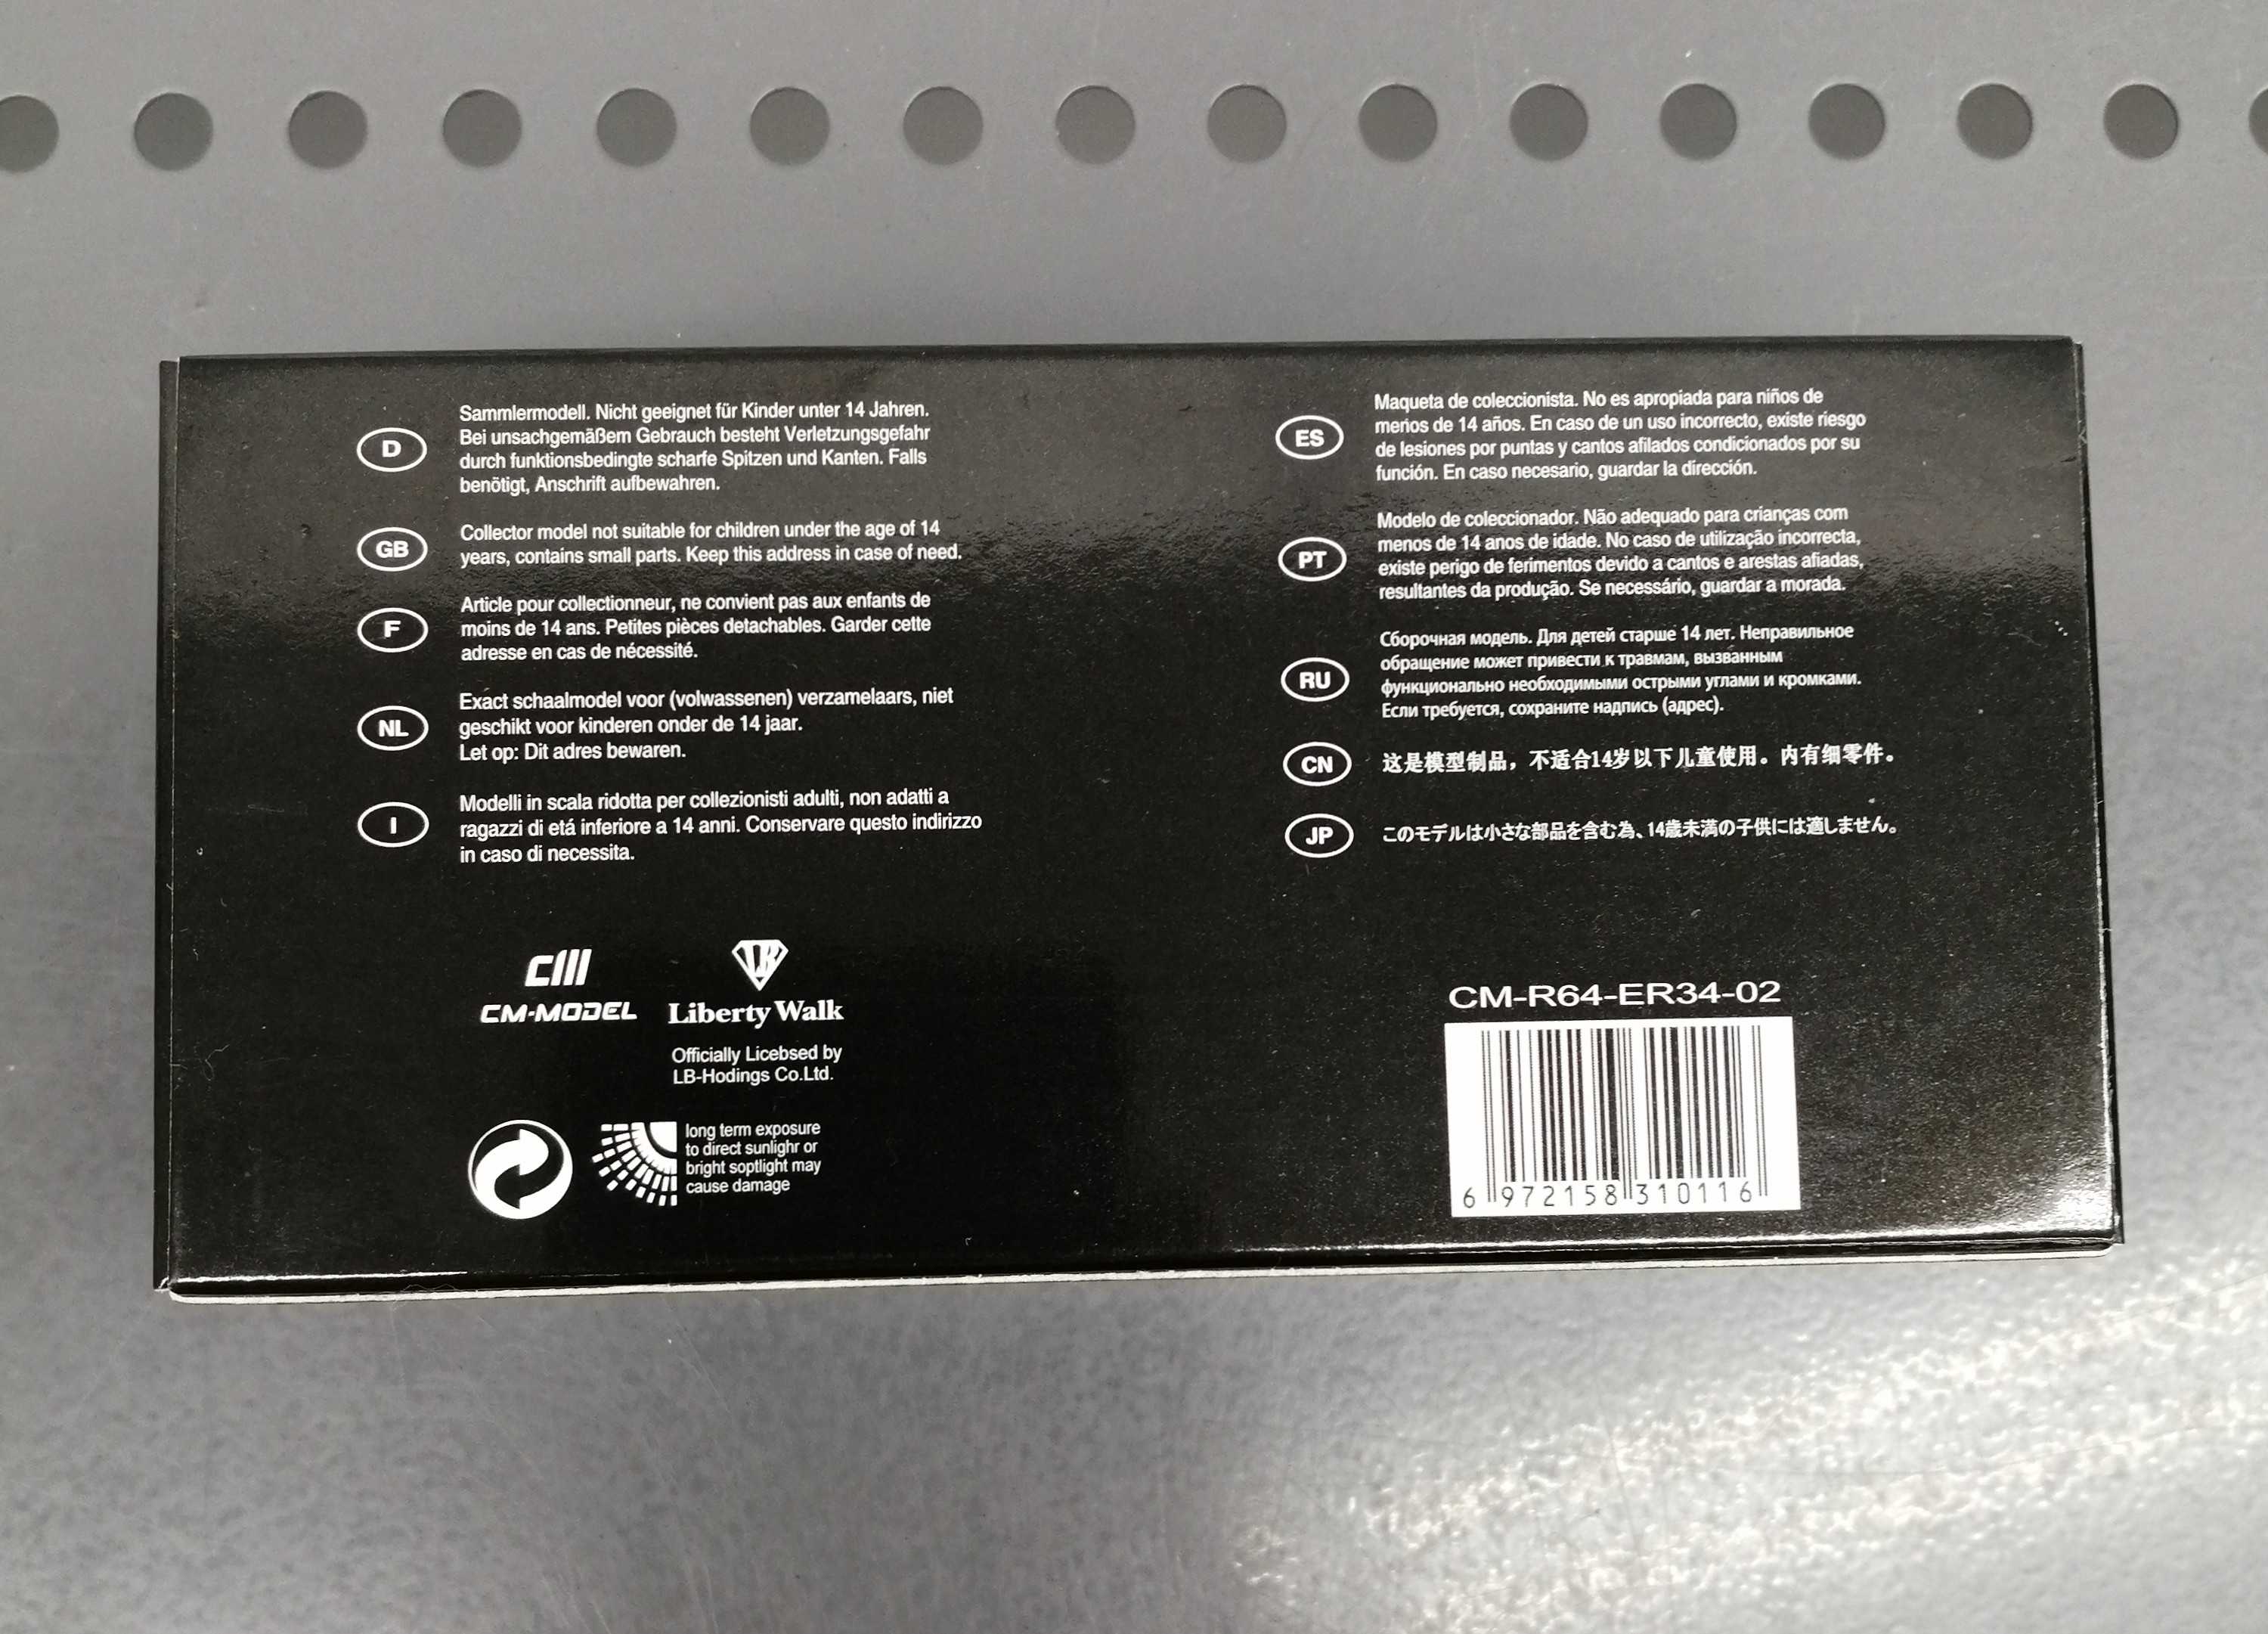 D
Sammlermodell. Nicht geeignet für Kinder unter 14 Jahren.
Bei unsachgemäßem Gebrauch besteht Verletzungsgefahr
durch funktionsbedingte scharfe Spitzen und Kanten. Falls
benötigt, Anschrift aufbewahren.
GB
Collector model not suitable for children under the age of 14
years, contains small parts. Keep this address in case of need.
F
Article pour collectionneur, ne convient pas aux enfants de
moins de 14 ans. Petites pièces detachables. Garder cette
adresse en cas de nécessité.
NL
Exact schaalmodel voor (volwassenen) verzamelaars, niet
geschikt voor kinderen onder de 14 jaar.
Let op: Dit adres bewaren.
I
Modelli in scala ridotta per collezionisti adulti, non adatti a
ragazzi di etá inferiore a 14 anni. Conservare questo indirizzo
in caso di necessita.
ES
Maqueta de coleccionista. No es apropiada para niños de
menos de 14 años. En caso de un uso incorrecto, existe riesgo
de lesiones por puntas y cantos afilados condicionados por su
función. En caso necesario, guardar la dirección.
PT
Modelo de coleccionador. Não adequado para crianças com
menos de 14 anos de idade. No caso de utilização incorrecta,
existe perigo de ferimentos devido a cantos e arestas afiadas,
resultantes da produção. Se necessário, guardar a morada.
RU
Сборочная модель. Для детей старше 14 лет. Неправильное
обращение может привести к травмам, вызванным
функционально необходимыми острыми углами и кромками.
Если требуется, сохраните надпись (адрес).
CN
这是模型制品，不适合14岁以下儿童使用。内有细零件。
JP
このモデルは小さな部品を含む為、14歳未満の子供には適しません。
CM-MODEL
LB
Liberty Walk
Officially Licebsed by
LB-Hodings Co.Ltd.
long term exposure
to direct sunlighr or
bright soptlight may
cause damage
CM-R64-ER34-02
6 972158 310116